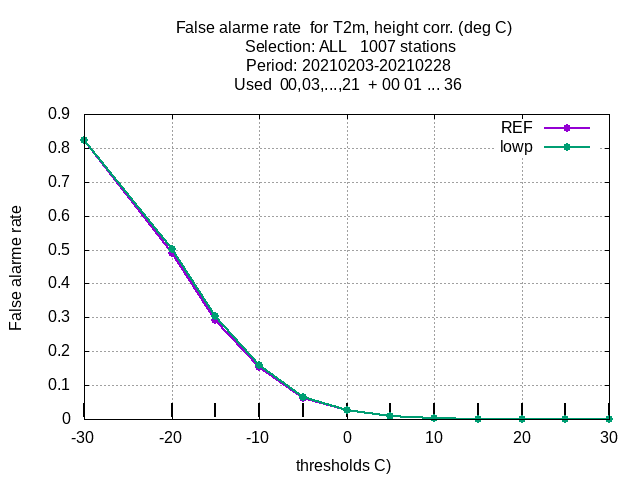 False alarme rate  for T2m, height corr. (deg C)
Selection: ALL   1007 stations
Period: 20210203-20210228
Used  00,03,...,21  + 00 01 ... 36
REF
lowp
False alarme rate
0.9
0.8
0.7
0.6
0.5
0.4
0.3
0.2
0.1
0
-30 -20 -10 0 10 20 30
thresholds C)